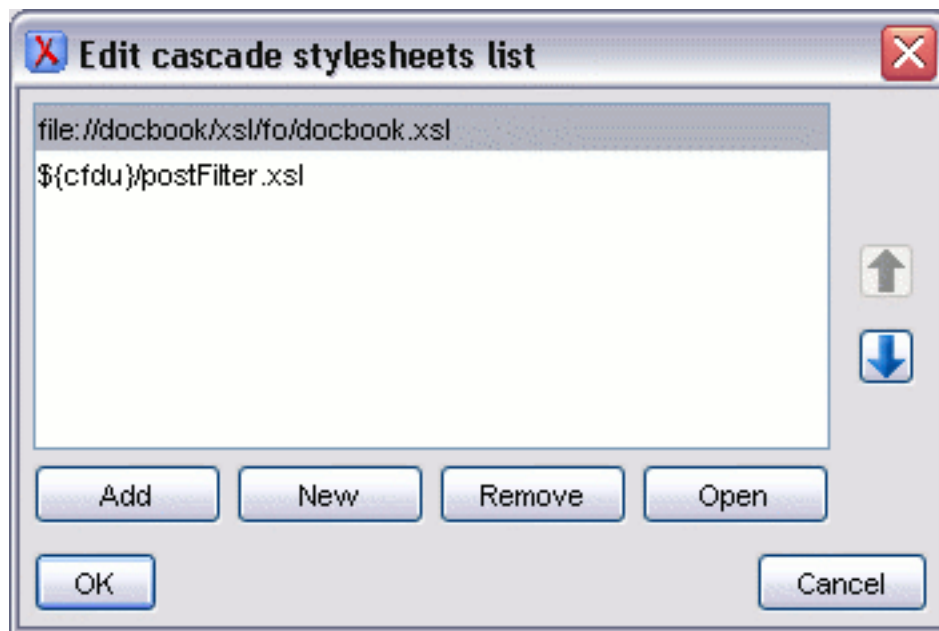 Edit cascade stylesheets list
file://docbook/xsl/fo/docbook.xsl
${cfdu}/postFilter.xsl
Add New Remove Open
OK Cancel